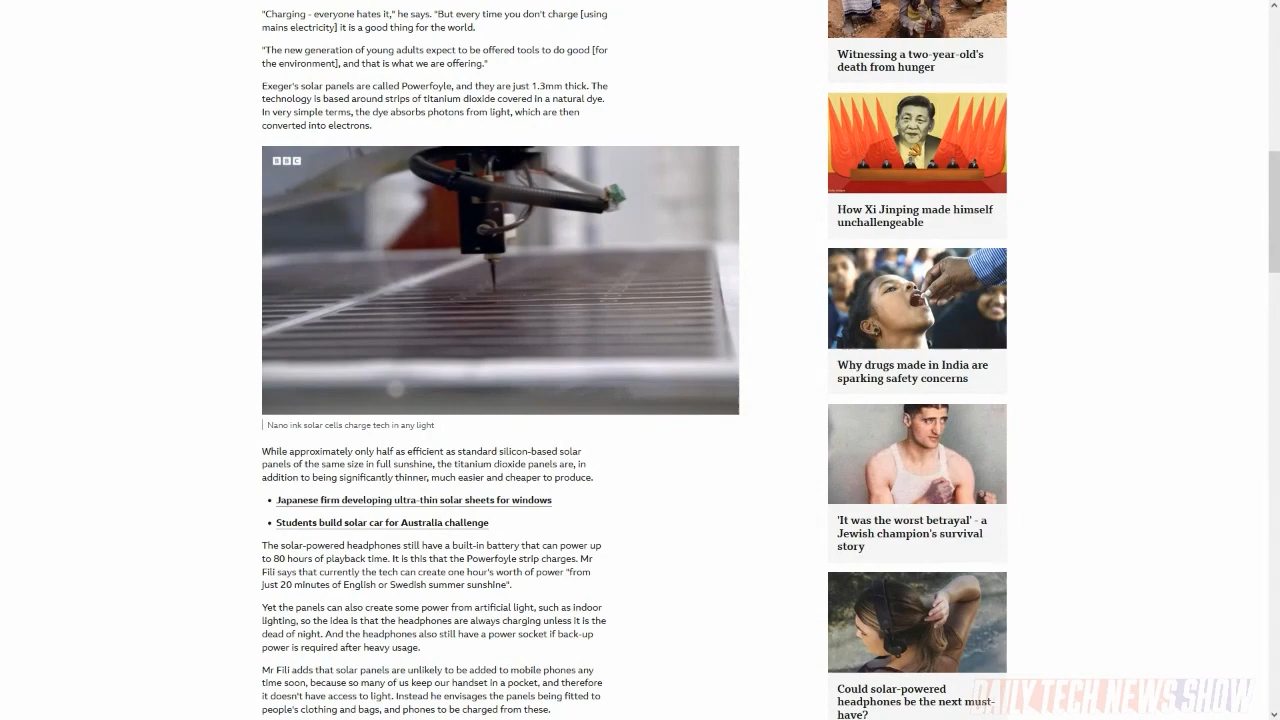 "Charging - everyone hates it," he says. "But every time you don't charge [using
mains electricity] it is a good thing for the world.
"The new generation of young adults expect to be offered tools to do good [for
the environment], and that is what we are offering."
Exeger's solar panels are called Powerfoyle, and they are just 1.3mm thick. The
technology is based around strips of titanium dioxide covered in a natural dye.
In very simple terms, the dye absorbs photons from light, which are then
converted into electrons.
BBC
Nano ink solar cells charge tech in any light
While approximately only half as efficient as standard silicon-based solar
panels of the same size in full sunshine, the titanium dioxide panels are, in
addition to being significantly thinner, much easier and cheaper to produce.
• Japanese firm developing ultra-thin solar sheets for windows
• Students build solar car for Australia challenge
The solar-powered headphones still have a built-in battery that can power up
to 80 hours of playback time. It is this that the Powerfoyle strip charges. Mr
Fili says that currently the tech can create one hour's worth of power "from
just 20 minutes of English or Swedish summer sunshine".
Yet the panels can also create some power from artificial light, such as indoor
lighting, so the idea is that the headphones are always charging unless it is the
dead of night. And the headphones also still have a power socket if back-up
power is required after heavy usage.
Mr Fili adds that solar panels are unlikely to be added to mobile phones any
time soon, because so many of us keep our handset in a pocket, and therefore
it doesn't have access to light. Instead he envisages the panels being fitted to
people's clothing and bags, and phones to be charged from these.
Witnessing a two-year-old's
death from hunger
How Xi Jinping made himself
unchallengeable
Why drugs made in India are
sparking safety concerns
'It was the worst betrayal' - a
Jewish champion's survival
story
Could solar-powered
headphones be the next must-
have?
DAILY TECH NEWS SHOW